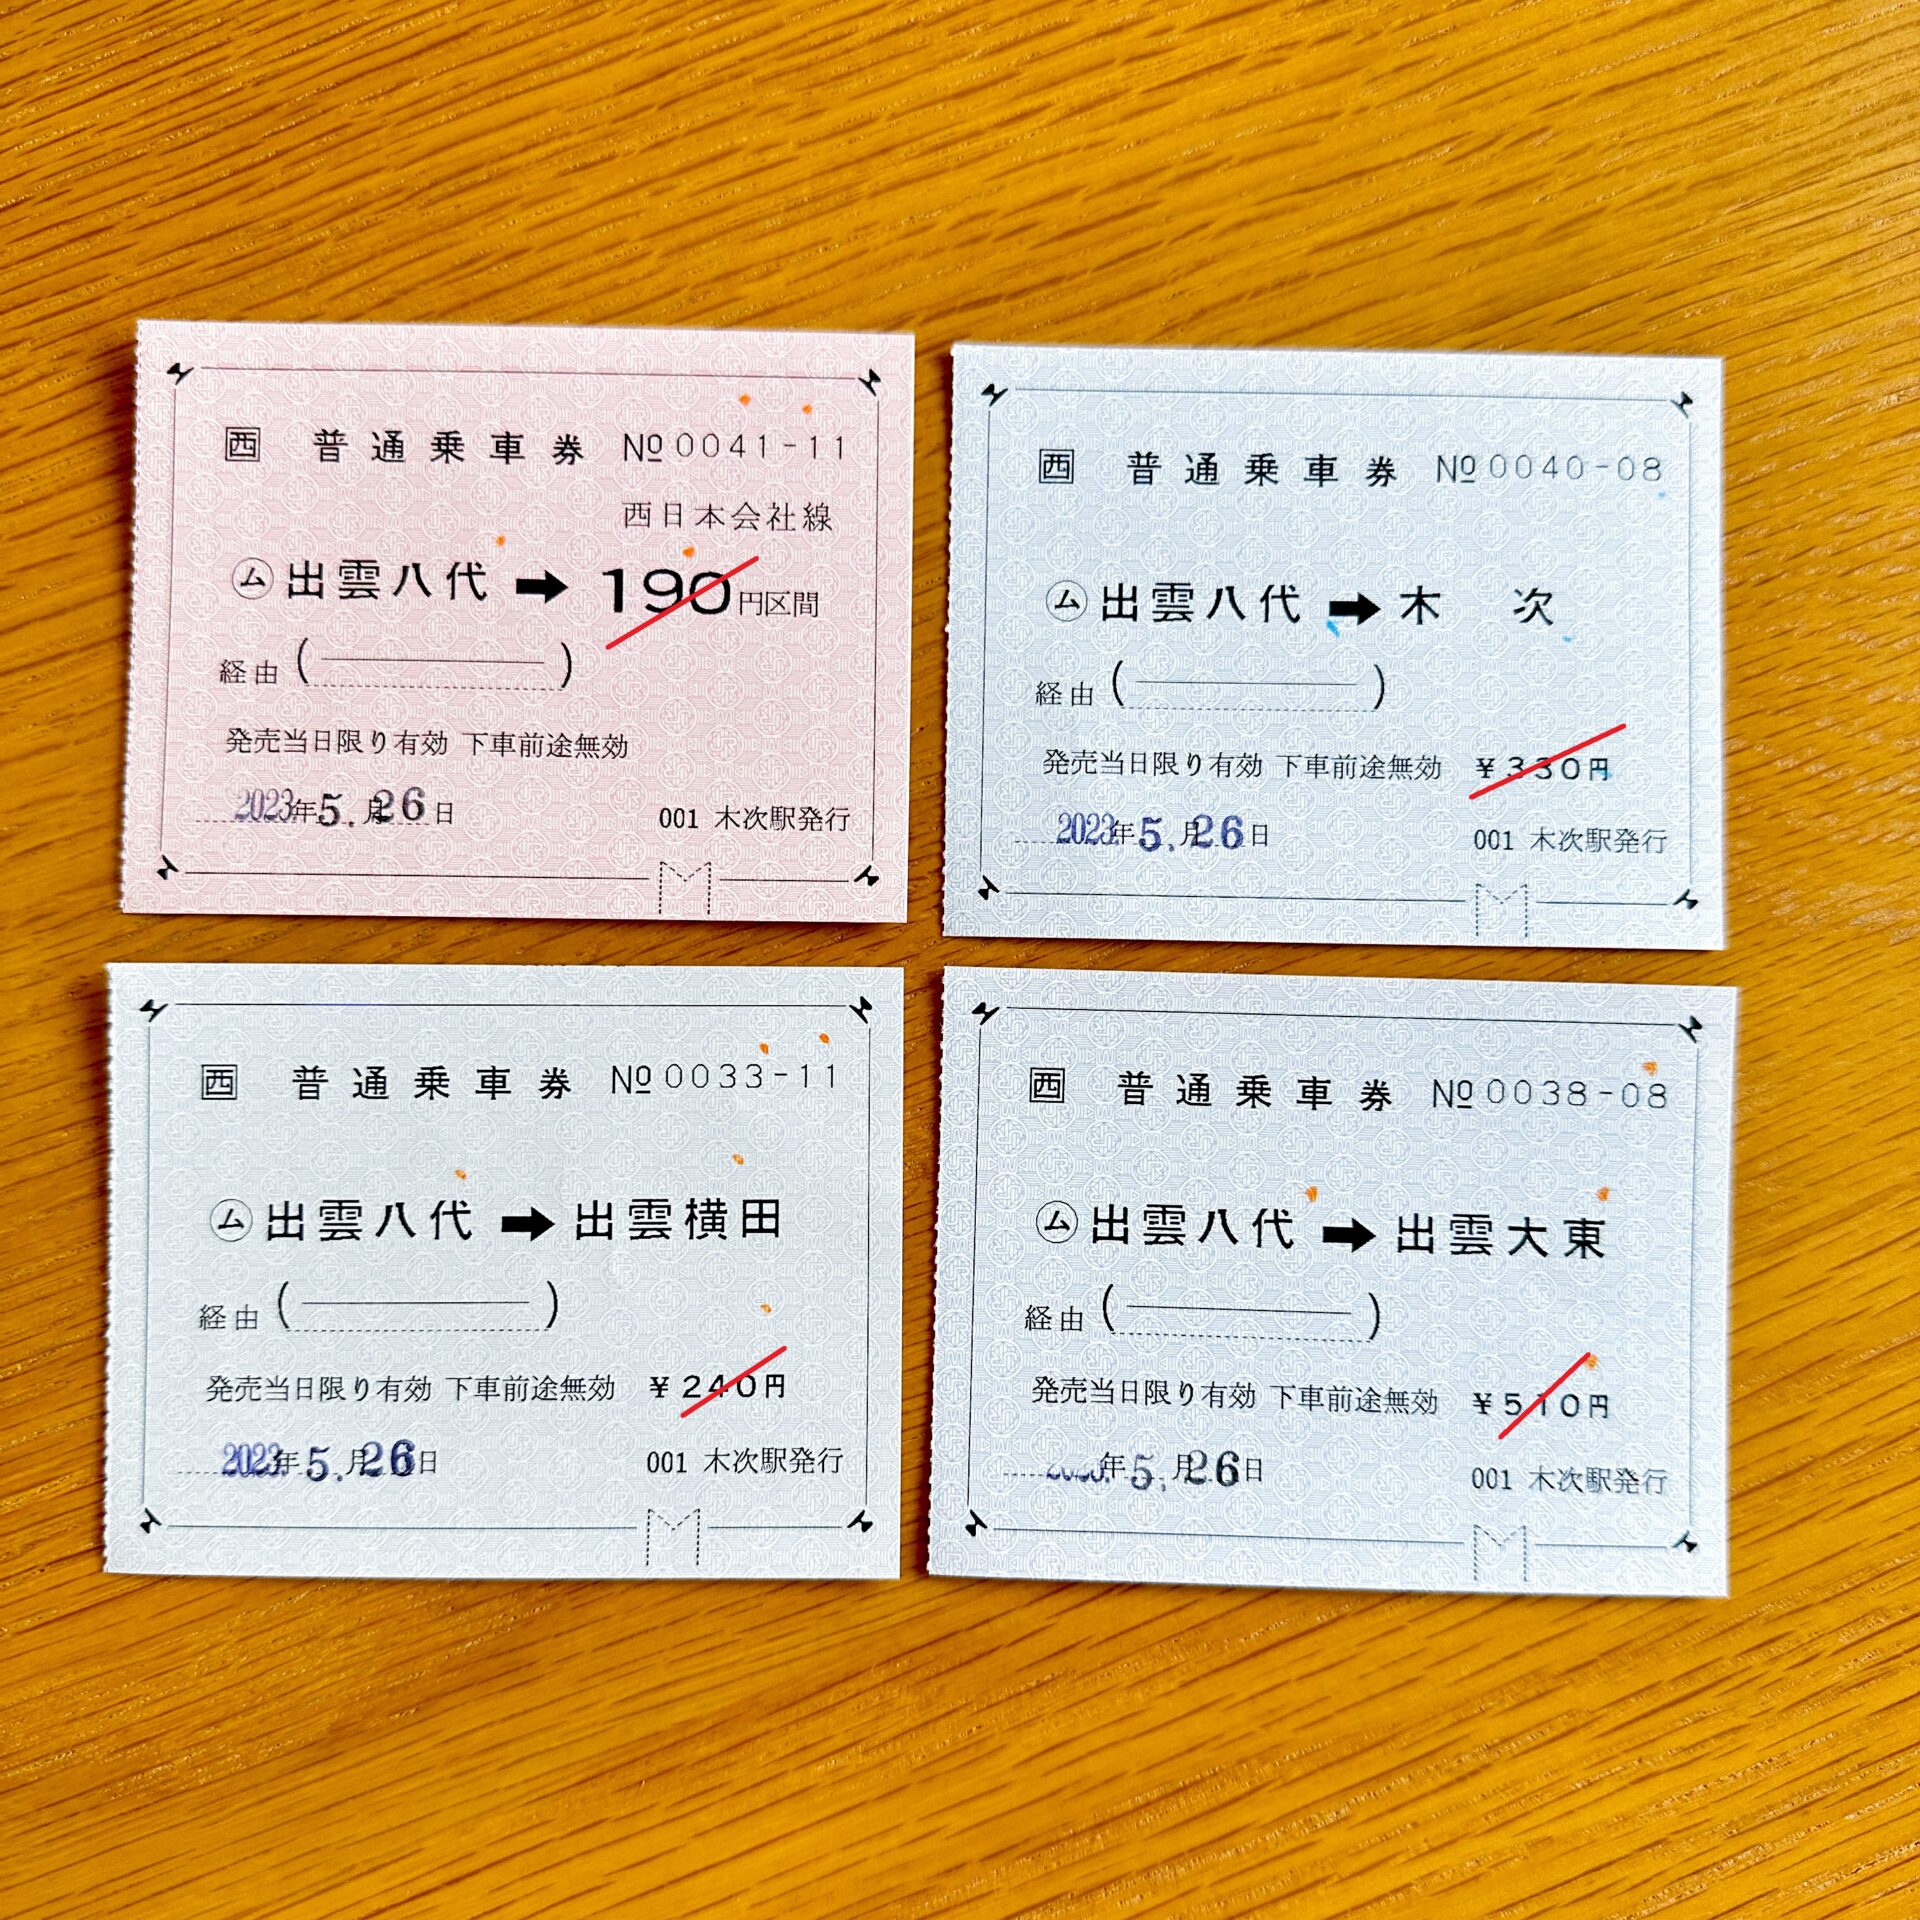 西 普通乗車券 №0041-11
西日本会社線
ム 出雲八代 ➡ 190円区間
経由 ( )
発売当日限り有効 下車前途無効
2023年5.月26日 001 木次駅発行
西 普通乗車券 №0040-08
ム 出雲八代 ➡ 木 次
経由 ( )
発売当日限り有効 下車前途無効 ¥330円
2023.年5.月26日 001 木次駅発行
西 普通乗車券 №0033-11
ム 出雲八代 ➡ 出雲横田
経由 ( )
発売当日限り有効 下車前途無効 ¥240円
2023.年5.月26日 001 木次駅発行
西 普通乗車券 №0038-08
ム 出雲八代 ➡ 出雲大東
経由 ( )
発売当日限り有効 下車前途無効 ¥510円
年5.月26日 001 木次駅発行